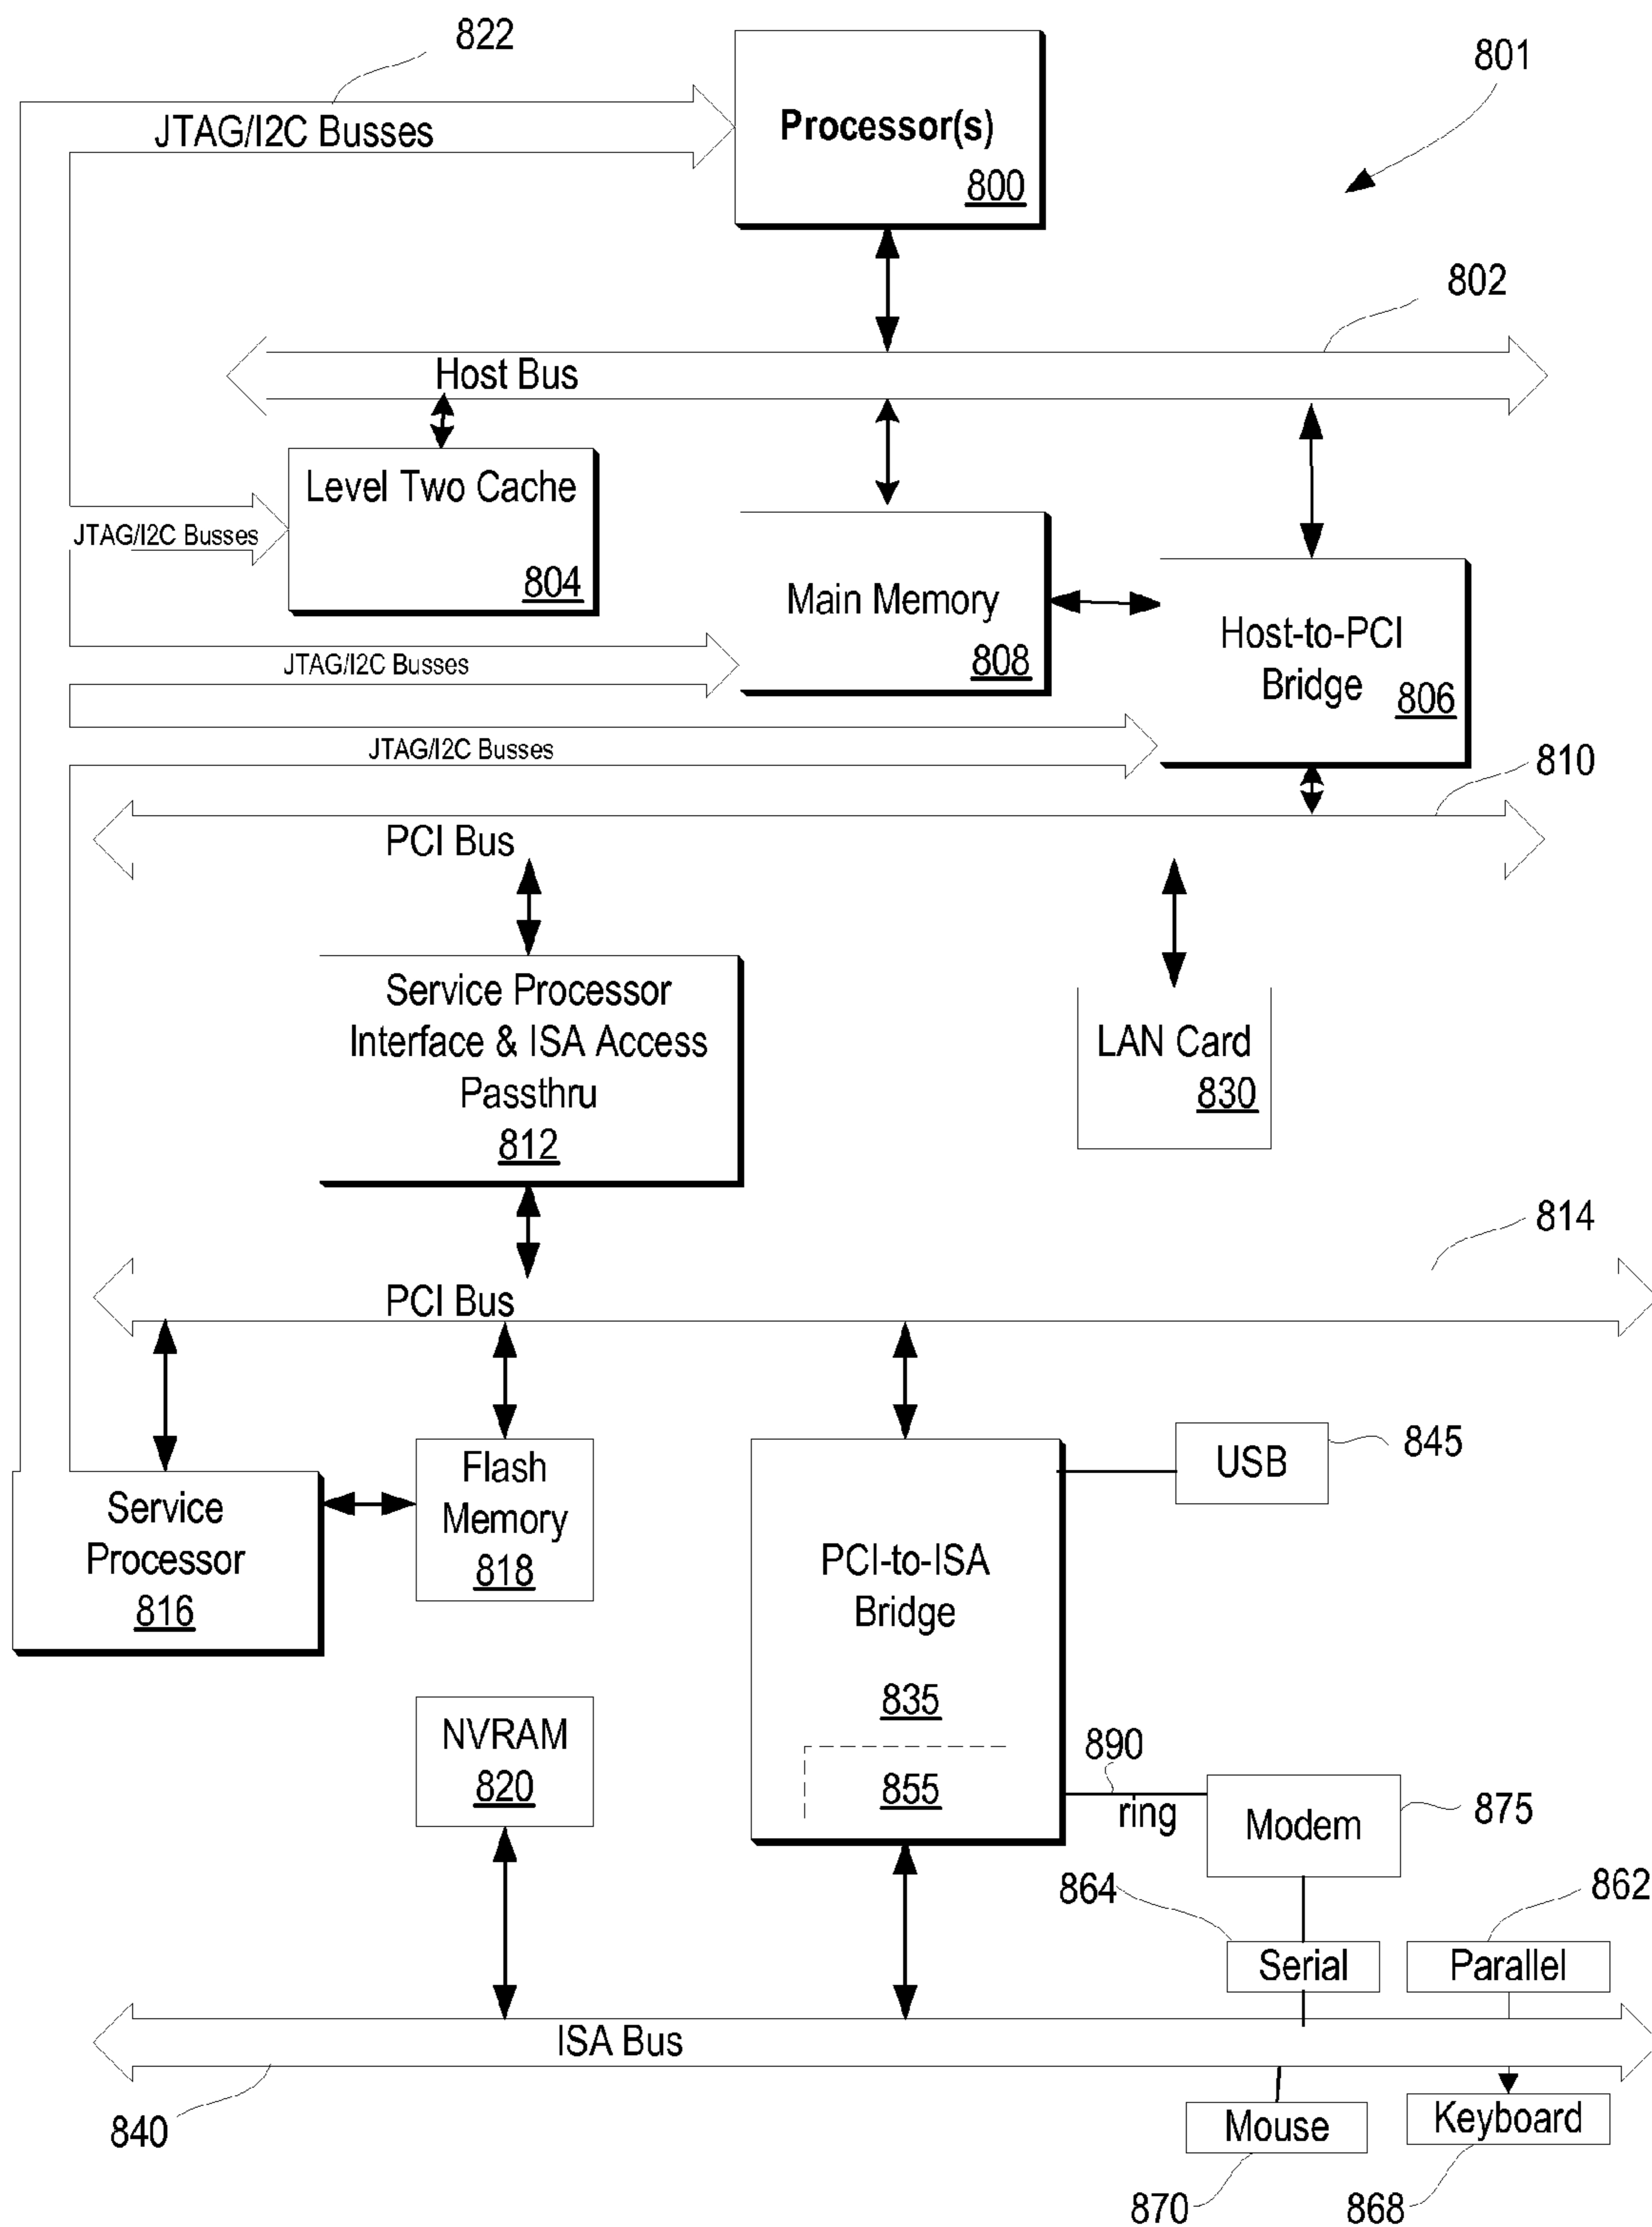 822
801
JTAG/I2C Busses
Processor(s)
800
802
Host Bus
Level Two Cache
804
JTAG/I2C Busses
Main Memory
808
Host-to-PCI
Bridge
806
JTAG/I2C Busses
JTAG/I2C Busses
810
PCI Bus
Service Processor
Interface & ISA Access
Passthru
812
LAN Card
830
814
PCI Bus
USB
845
Flash
Memory
818
Service
Processor
816
PCI-to-ISA
Bridge
835
855
NVRAM
820
890
ring
Modem
875
864
862
Serial
Parallel
ISA Bus
840
Mouse
Keyboard
870
868